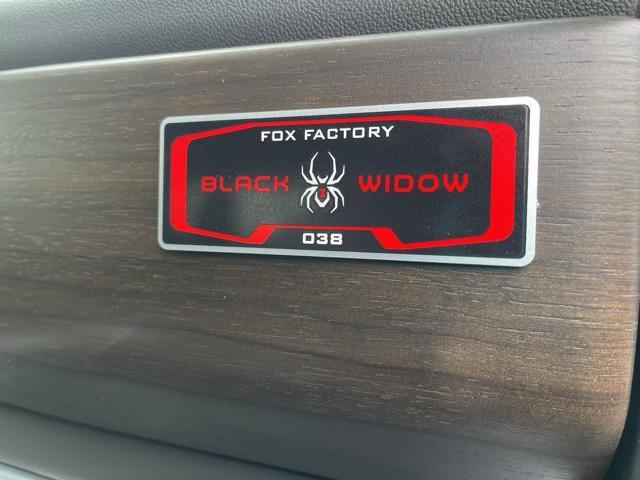 FOX FACTORY
BLACK WIDOW
038